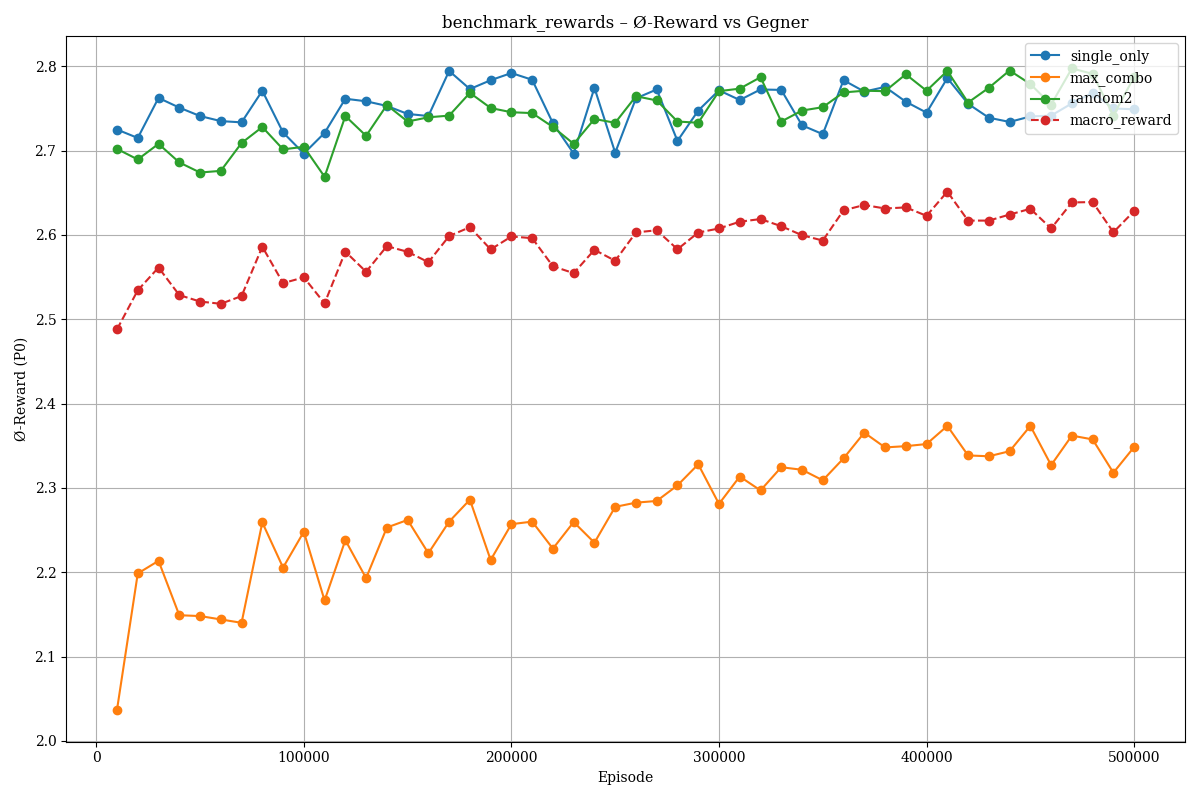 benchmark_rewards – Ø-Reward vs Gegner
single_only
max_combo
random2
macro_reward
Ø-Reward (P0)
2.8
2.7
2.6
2.5
2.4
2.3
2.2
2.1
2.0
0
100000
200000
300000
400000
500000
Episode